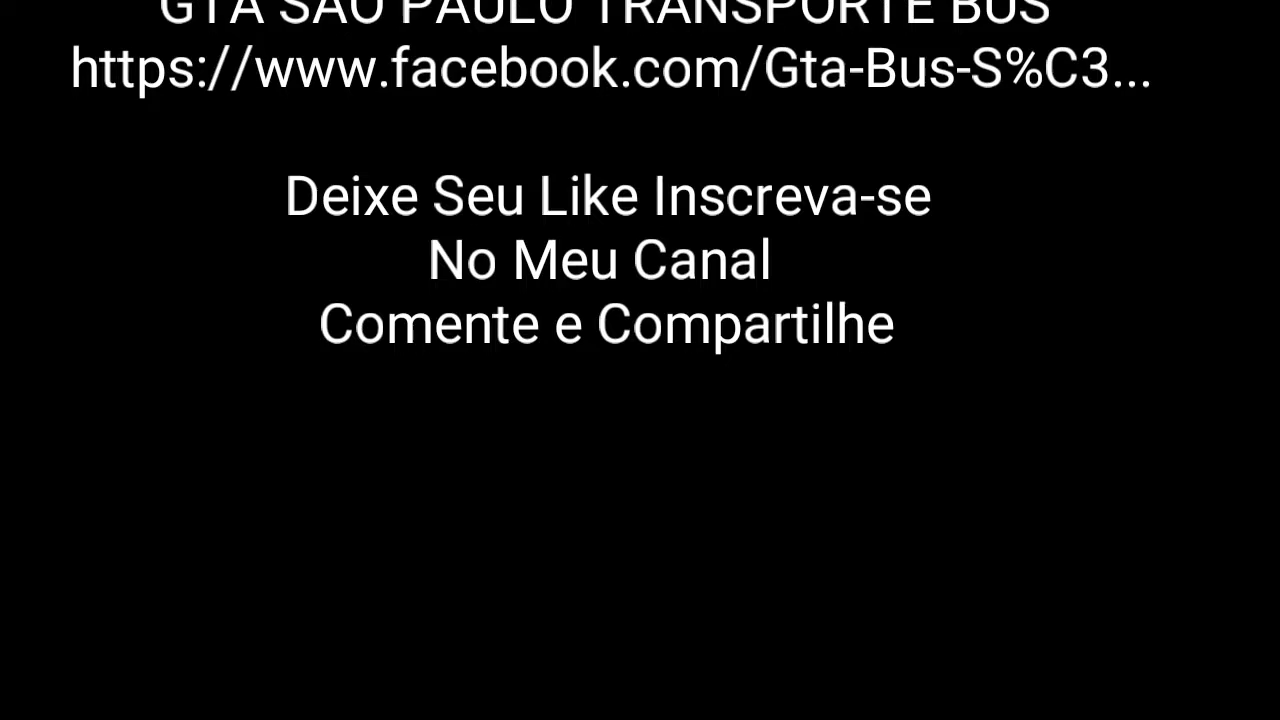 GTA SAO PAULO TRANSPORTE BUS
https://www.facebook.com/Gta-Bus-S%C3...
Deixe Seu Like Inscreva-se
No Meu Canal
Comente e Compartilhe